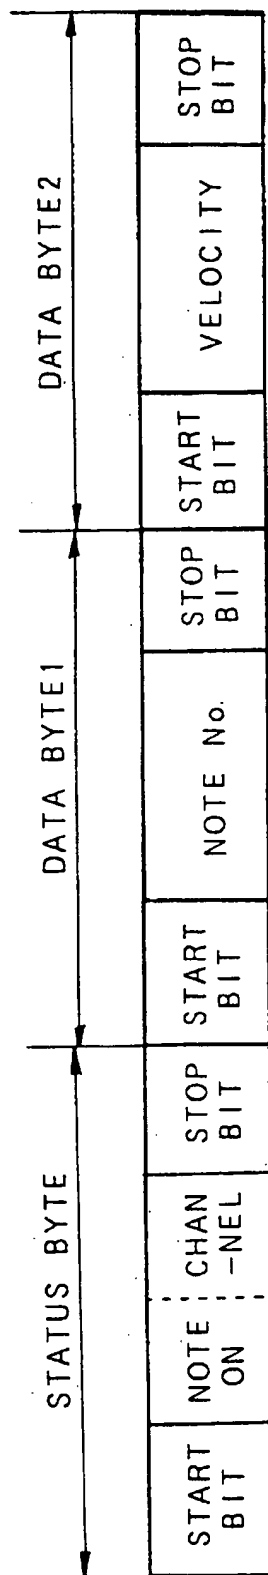 STATUS BYTE
DATA BYTE1
DATA BYTE2
START
BIT
NOTE
ON
CHAN
-NEL
STOP
BIT
START
BIT
NOTE No.
STOP
BIT
START
BIT
VELOCITY
STOP
BIT